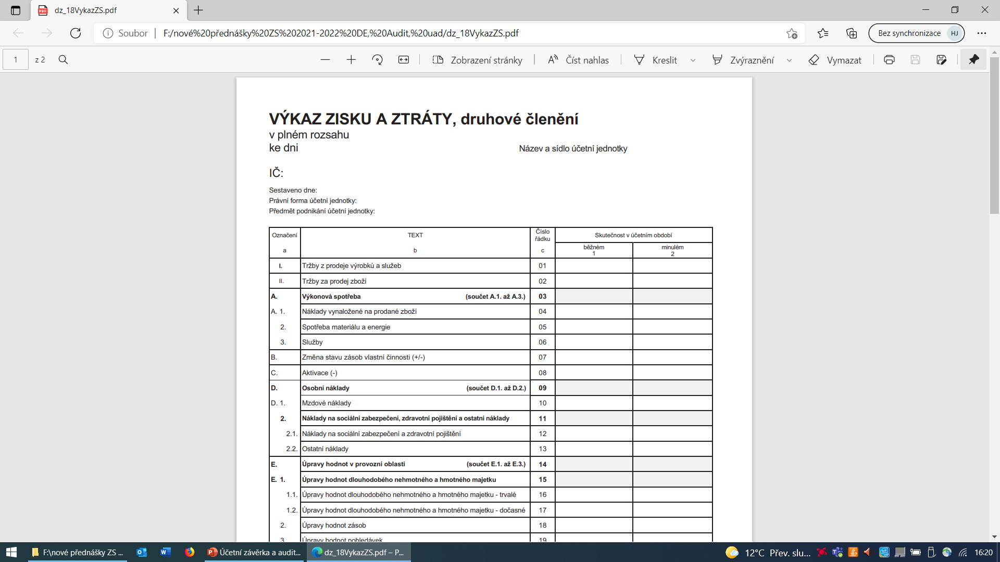 dz_18VykazZS.pdf
Soubor
F:/nové%20přednášky%20ZS%202021-2022%20DE,%20Audit,%20uad/dz_18VykazZS.pdf
Bez synchronizace HJ
1 z 2
Zobrazení stránky
Číst nahlas
Kreslit
Zvýraznění
Vymazat
VÝKAZ ZISKU A ZTRÁTY, druhové členění
v plném rozsahu
ke dni
Název a sídlo účetní jednotky
IČ:
Sestaveno dne:
Právní forma účetní jednotky:
Předmět podnikání účetní jednotky:
Označení TEXT Číslo řádku Skutečnost v účetním období
a b c běžném 1 minulém 2
I. Tržby z prodeje výrobků a služeb 01
II. Tržby za prodej zboží 02
A. Výkonová spotřeba (součet A.1. až A.3.) 03
A. 1. Náklady vynaložené na prodané zboží 04
2. Spotřeba materiálu a energie 05
3. Služby 06
B. Změna stavu zásob vlastní činnosti (+/-) 07
C. Aktivace (-) 08
D. Osobní náklady (součet D.1. až D.2.) 09
D. 1. Mzdové náklady 10
2. Náklady na sociální zabezpečení, zdravotní pojištění a ostatní náklady 11
2.1. Náklady na sociální zabezpečení a zdravotní pojištění 12
2.2. Ostatní náklady 13
E. Úpravy hodnot v provozní oblasti (součet E.1. až E.3.) 14
E. 1. Úpravy hodnot dlouhodobého nehmotného a hmotného majetku 15
1.1. Úpravy hodnot dlouhodobého nehmotného a hmotného majetku - trvalé 16
1.2. Úpravy hodnot dlouhodobého nehmotného a hmotného majetku - dočasné 17
2. Úpravy hodnot zásob 18
3. Úpravy hodnot pohledávek 19
F:\nové přednášky ZS ...
Účetní závěrka a audit...
dz_18VykazZS.pdf – P...
12°C Přev. slu...
16:20